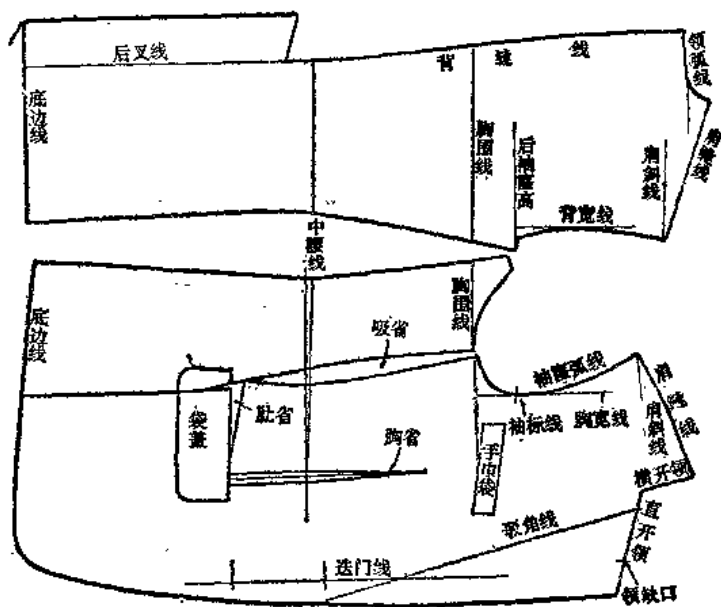 后叉线
背缝线
领弧线
底边线
胸围线
后袖窿高
肩斜线
肩缝线
背宽线
中腰线
底边线
胸围线
吸省
袖窿弧线
肩缝线
袋盖
肚省
胸省
袖标线
胸宽线
肩斜线
手巾袋
横开领
驳角线
直开领
迭门线
领缺口